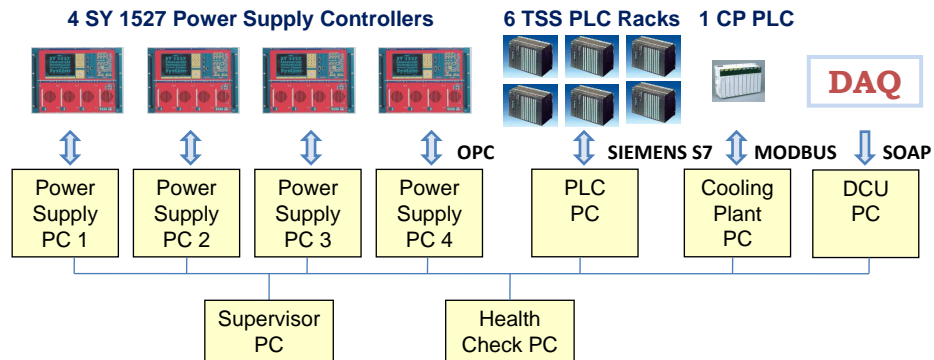 4 SY 1527 Power Supply Controllers
6 TSS PLC Racks
1 CP PLC
DAQ
OPC
SIEMENS S7
MODBUS
SOAP
Power
Supply
PC 1
Power
Supply
PC 2
Power
Supply
PC 3
Power
Supply
PC 4
PLC
PC
Cooling
Plant
PC
DCU
PC
Supervisor
PC
Health
Check PC